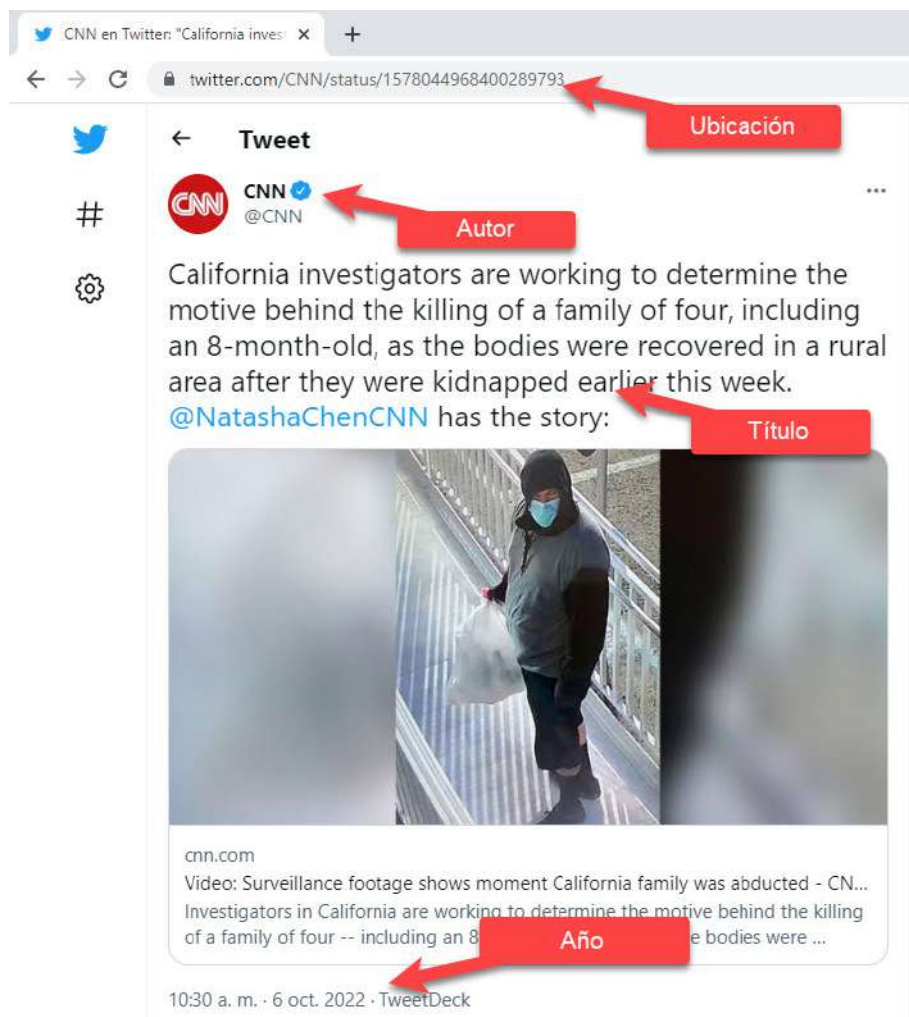 CNN en Twitter: "California inves
twitter.com/CNN/status/1578044968400289793
Ubicación
Tweet
CNN
CNN
@CNN
Autor
California investigators are working to determine the
motive behind the killing of a family of four, including
an 8-month-old, as the bodies were recovered in a rural
area after they were kidnapped earlier this week.
@NatashaChenCNN has the story:
Título
cnn.com
Video: Surveillance footage shows moment California family was abducted - CN...
Investigators in California are working to determine the motive behind the killing
of a family of four -- including an 8 e bodies were ...
Año
10:30 a. m. · 6 oct. 2022 · TweetDeck